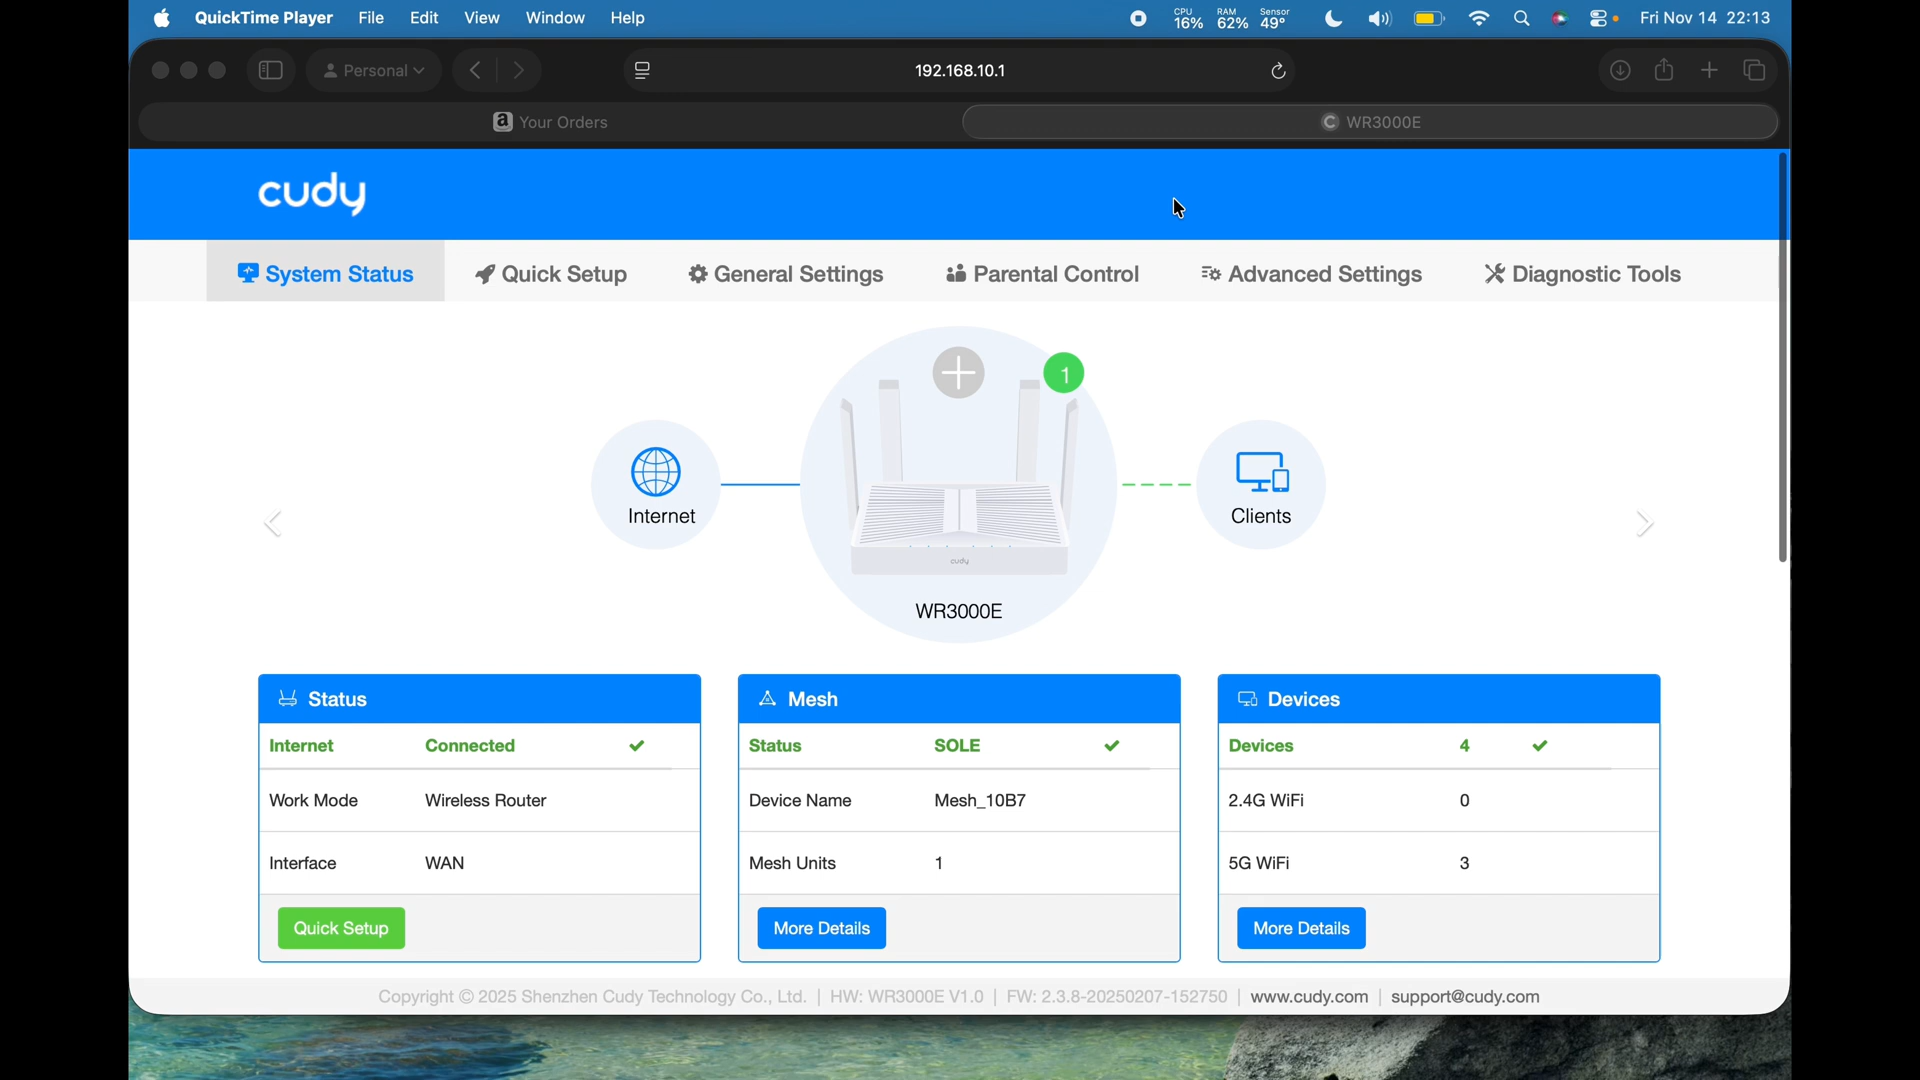 QuickTime Player File Edit View Window Help CPU 16% RAM 62% Sensor 49° Fri Nov 14 22:13
Personal 192.168.10.1
a Your Orders C WR3000E
cudy
System Status Quick Setup General Settings Parental Control Advanced Settings Diagnostic Tools
1
Internet
Clients
cudy
WR3000E
Status
Internet Connected
Work Mode Wireless Router
Interface WAN
Quick Setup
Mesh
Status SOLE
Device Name Mesh_10B7
Mesh Units 1
More Details
Devices
Devices 4
2.4G WiFi 0
5G WiFi 3
More Details
Copyright © 2025 Shenzhen Cudy Technology Co., Ltd. | HW: WR3000E V1.0 | FW: 2.3.8-20250207-152750 | www.cudy.com | support@cudy.com